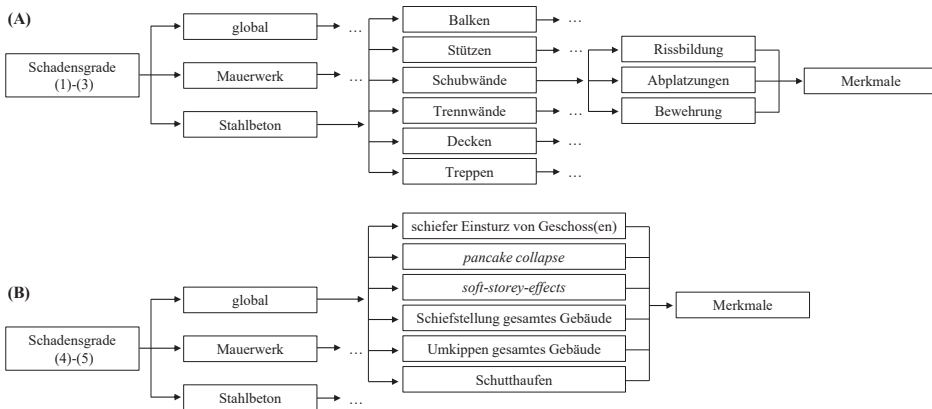 (A)
Schadensgrade
(1)-(3)
global
...
Mauerwerk
...
Stahlbeton
Balken
...
Stützen
...
Schubwände
Trennwände
...
Decken
...
Treppen
...
Rissbildung
Abplatzungen
Bewehrung
Merkmale
(B)
Schadensgrade
(4)-(5)
global
Mauerwerk
...
Stahlbeton
...
schiefer Einsturz von Geschoss(en)
pancake collapse
soft-storey-effects
Schiefstellung gesamtes Gebäude
Umkippen gesamtes Gebäude
Schutthaufen
Merkmale